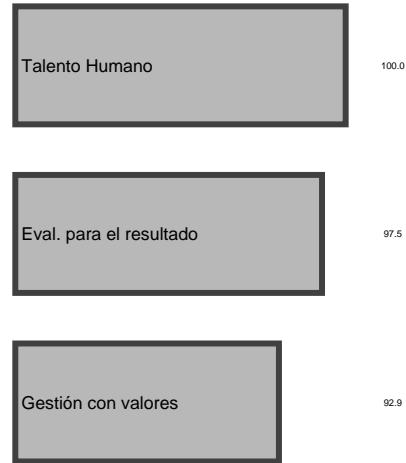 Talento Humano 100.0
Eval. para el resultado 97.5
Gestión con valores 92.9